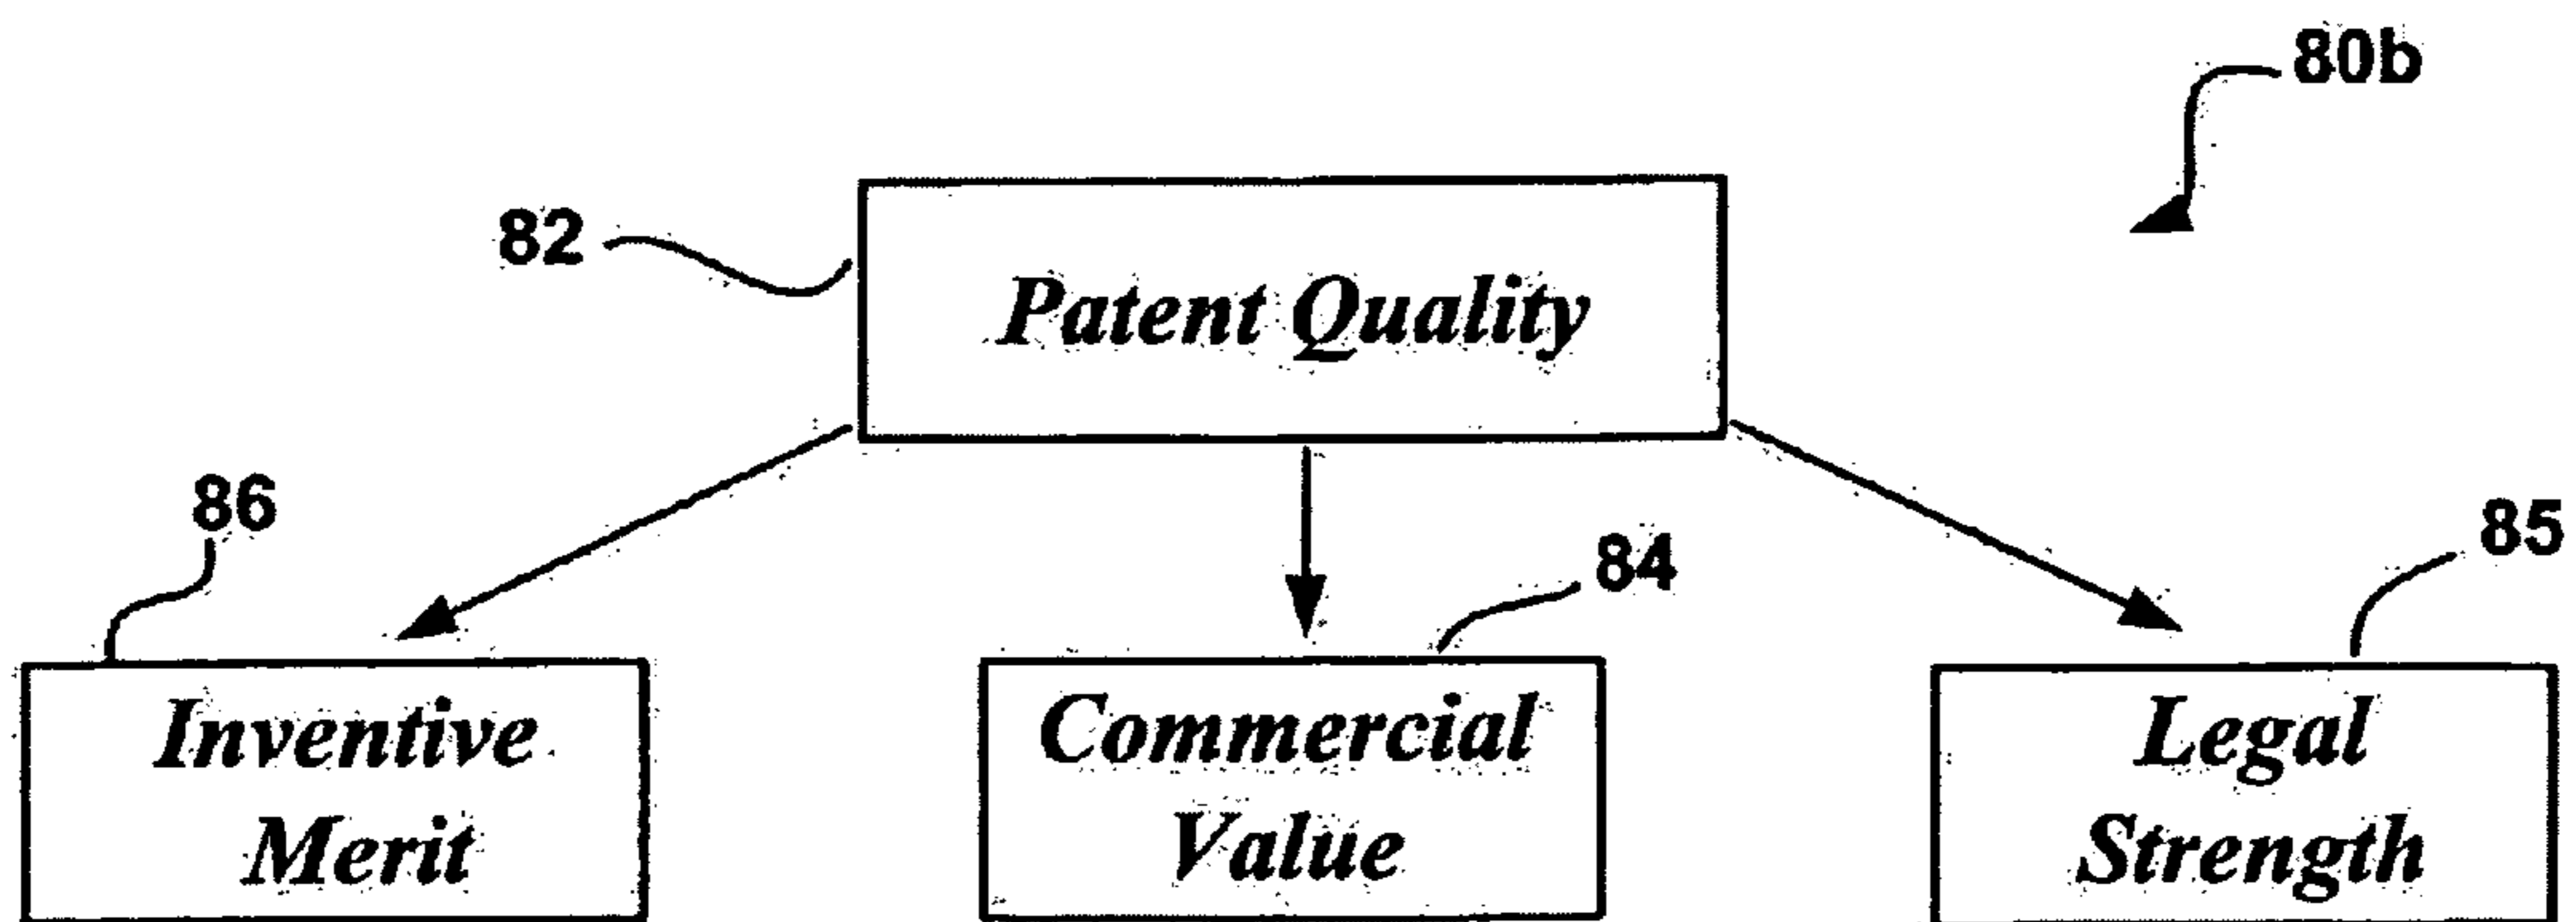 80b
82
Patent Quality
86
84
85
Inventive
Merit
Commercial
Value
Legal
Strength